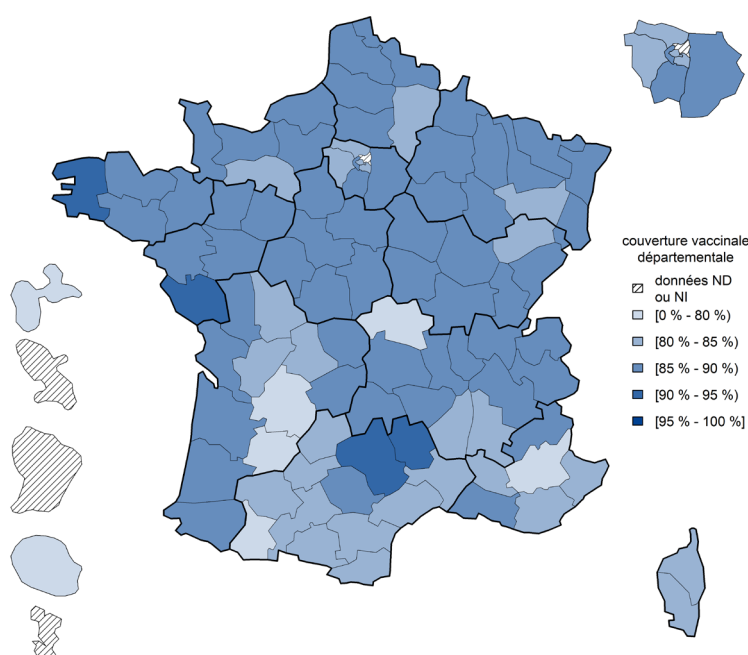 couverture vaccinale
départementale
données ND
ou NI
[0 % - 80 %)
[80 % - 85 %)
[85 % - 90 %)
[90 % - 95 %)
[95 % - 100 %]